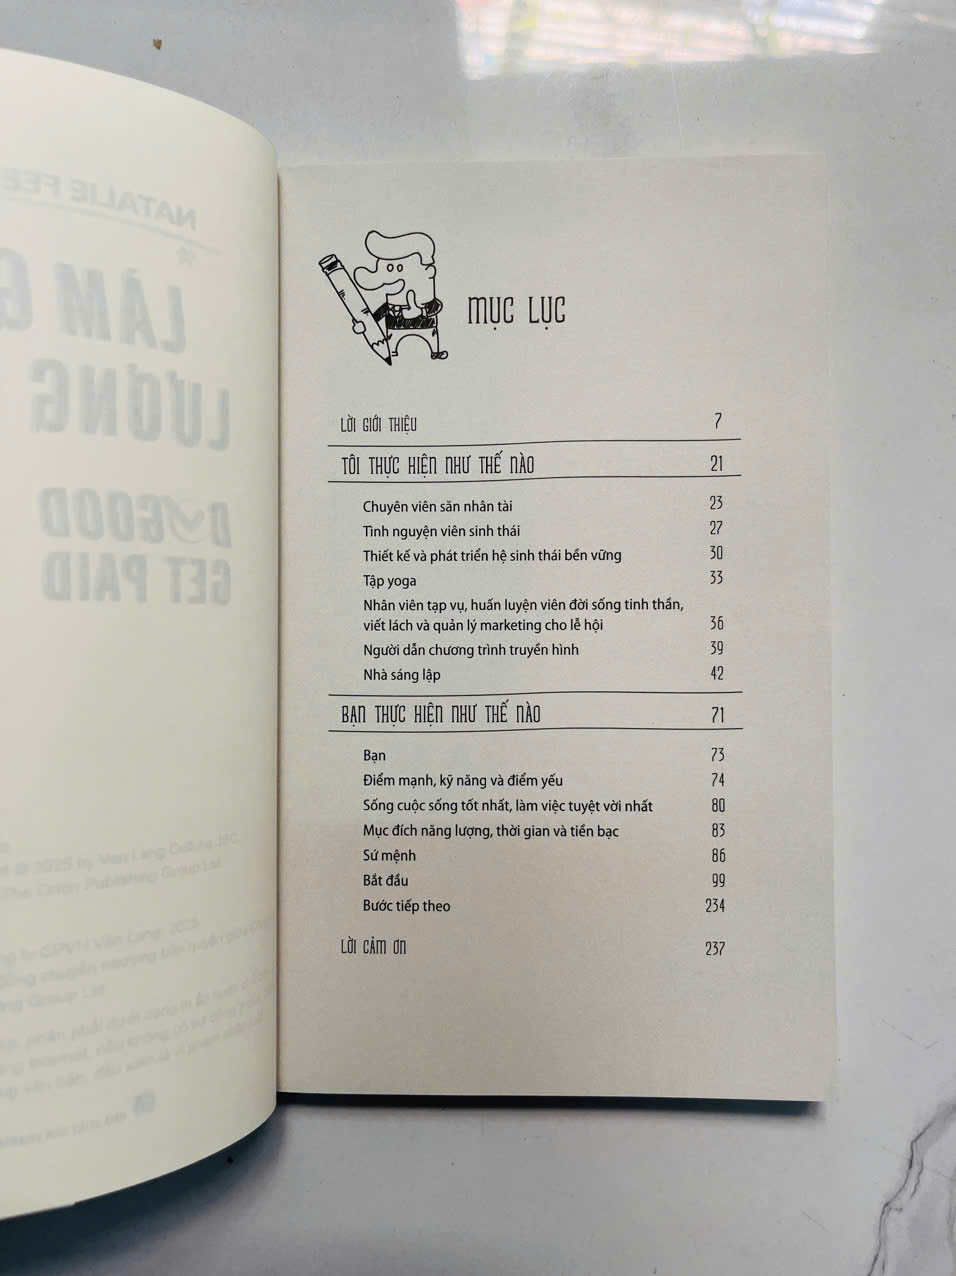 NATALIE FEE
LÀM G
LƯƠNG
DOGOOD
GET PAID
MỤC LỤC
LỜI GIỚI THIỆU 7
TÔI THỰC HIỆN NHƯ THẾ NÀO 21
Chuyên viên săn nhân tài 23
Tình nguyện viên sinh thái 27
Thiết kế và phát triển hệ sinh thái bền vững 30
Tập yoga 33
Nhân viên tạp vụ, huấn luyện viên đời sống tinh thần,
viết lách và quản lý marketing cho lễ hội 36
Người dẫn chương trình truyền hình 39
Nhà sáng lập 42
BẠN THỰC HIỆN NHƯ THẾ NÀO 71
Bạn 73
Điểm mạnh, kỹ năng và điểm yếu 74
Sống cuộc sống tốt nhất, làm việc tuyệt vời nhất 80
Mục đích năng lượng, thời gian và tiền bạc 83
Sứ mệnh 86
Bắt đầu 99
Bước tiếp theo 234
LỜI CẢM ƠN 237